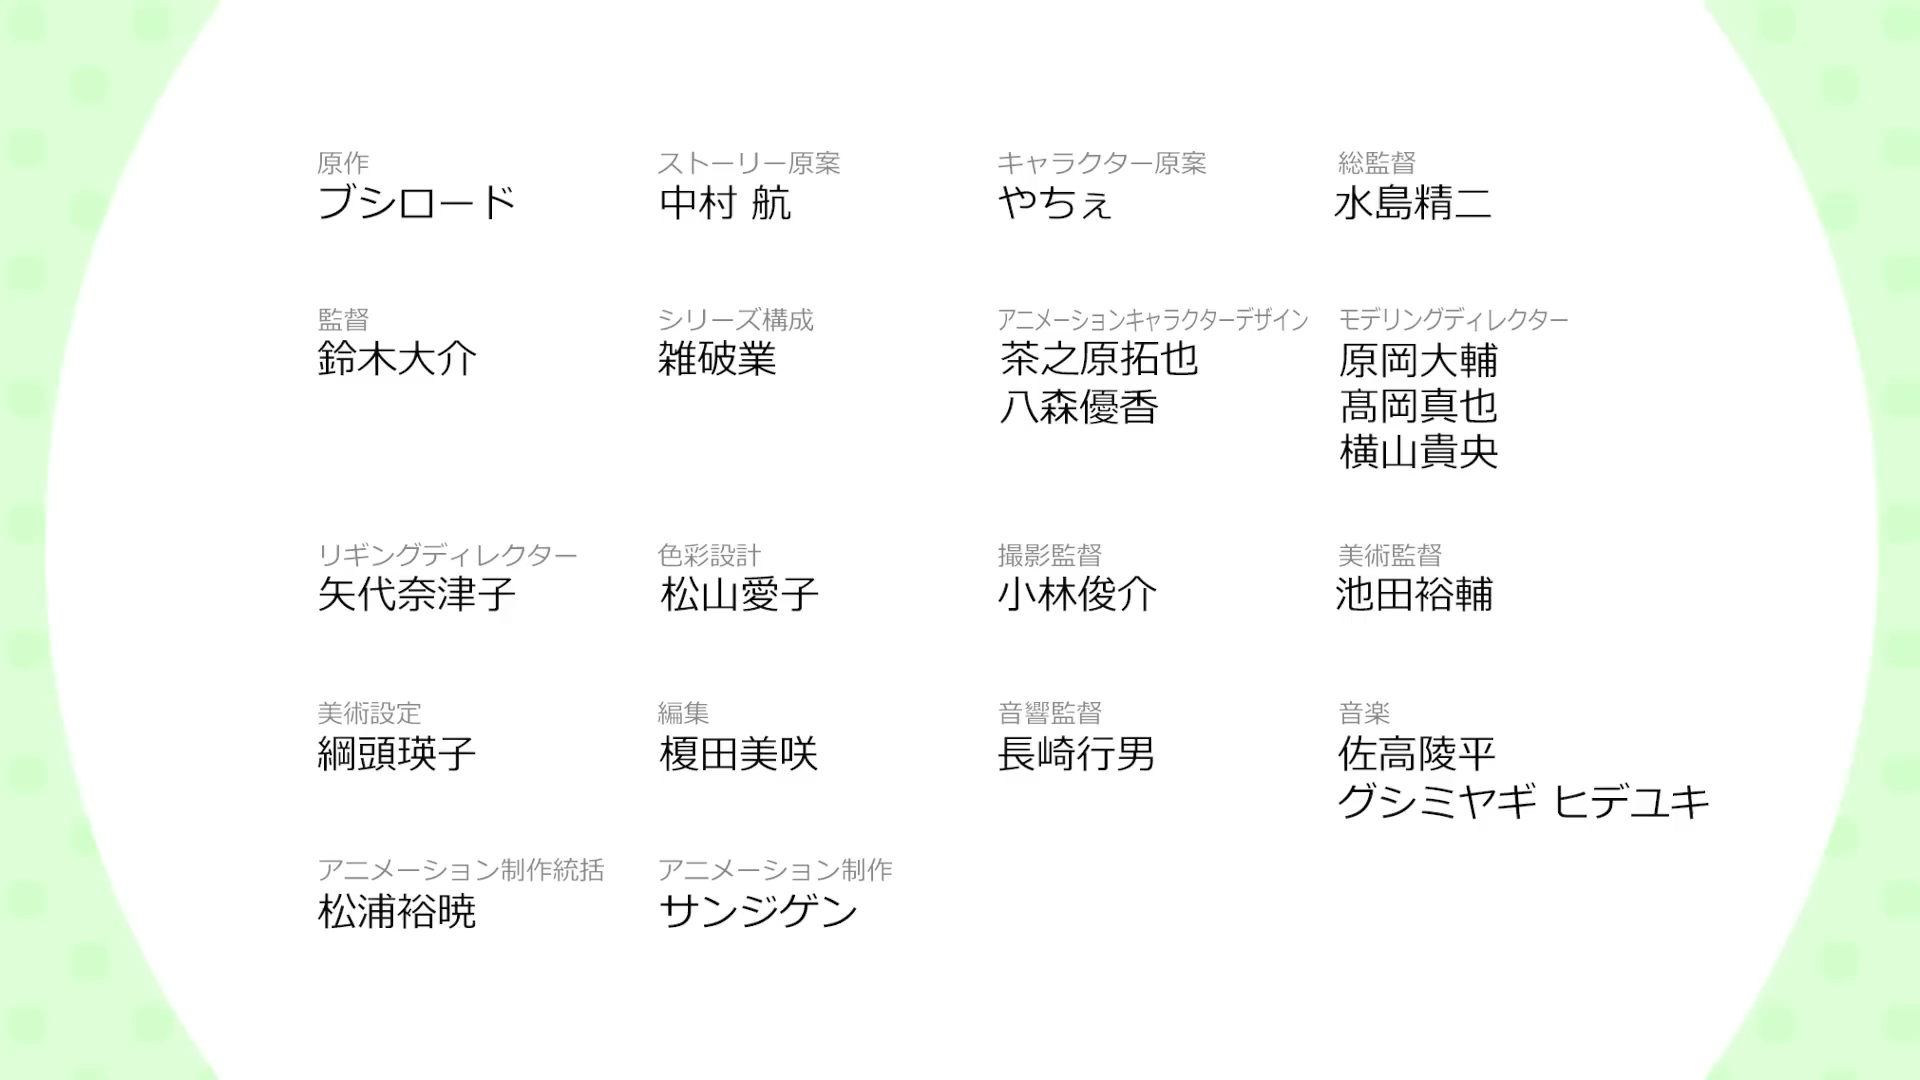 原作
ブシロード
ストーリー原案
中村 航
キャラクター原案
やちぇ
総監督
水島精二
監督
鈴木大介
シリーズ構成
雑破業
アニメーションキャラクターデザイン
茶之原拓也
八森優香
モデリングディレクター
原岡大輔
髙岡真也
横山貴央
リギングディレクター
矢代奈津子
色彩設計
松山愛子
撮影監督
小林俊介
美術監督
池田裕輔
美術設定
綱頭瑛子
編集
榎田美咲
音響監督
長崎行男
音楽
佐高陵平
グシミヤギ ヒデユキ
アニメーション制作統括
松浦裕暁
アニメーション制作
サンジゲン